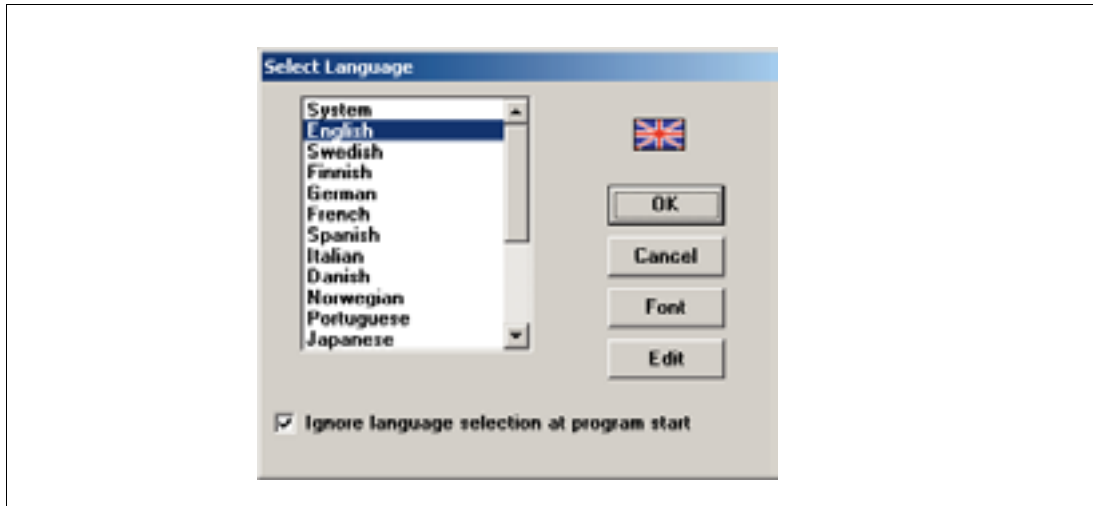 Select Language
System
English
Swedish
Finnish
German
French
Spanish
Italian
Danish
Norwegian
Portuguese
Japanese
OK
Cancel
Font
Edit
Ignore language selection at program start